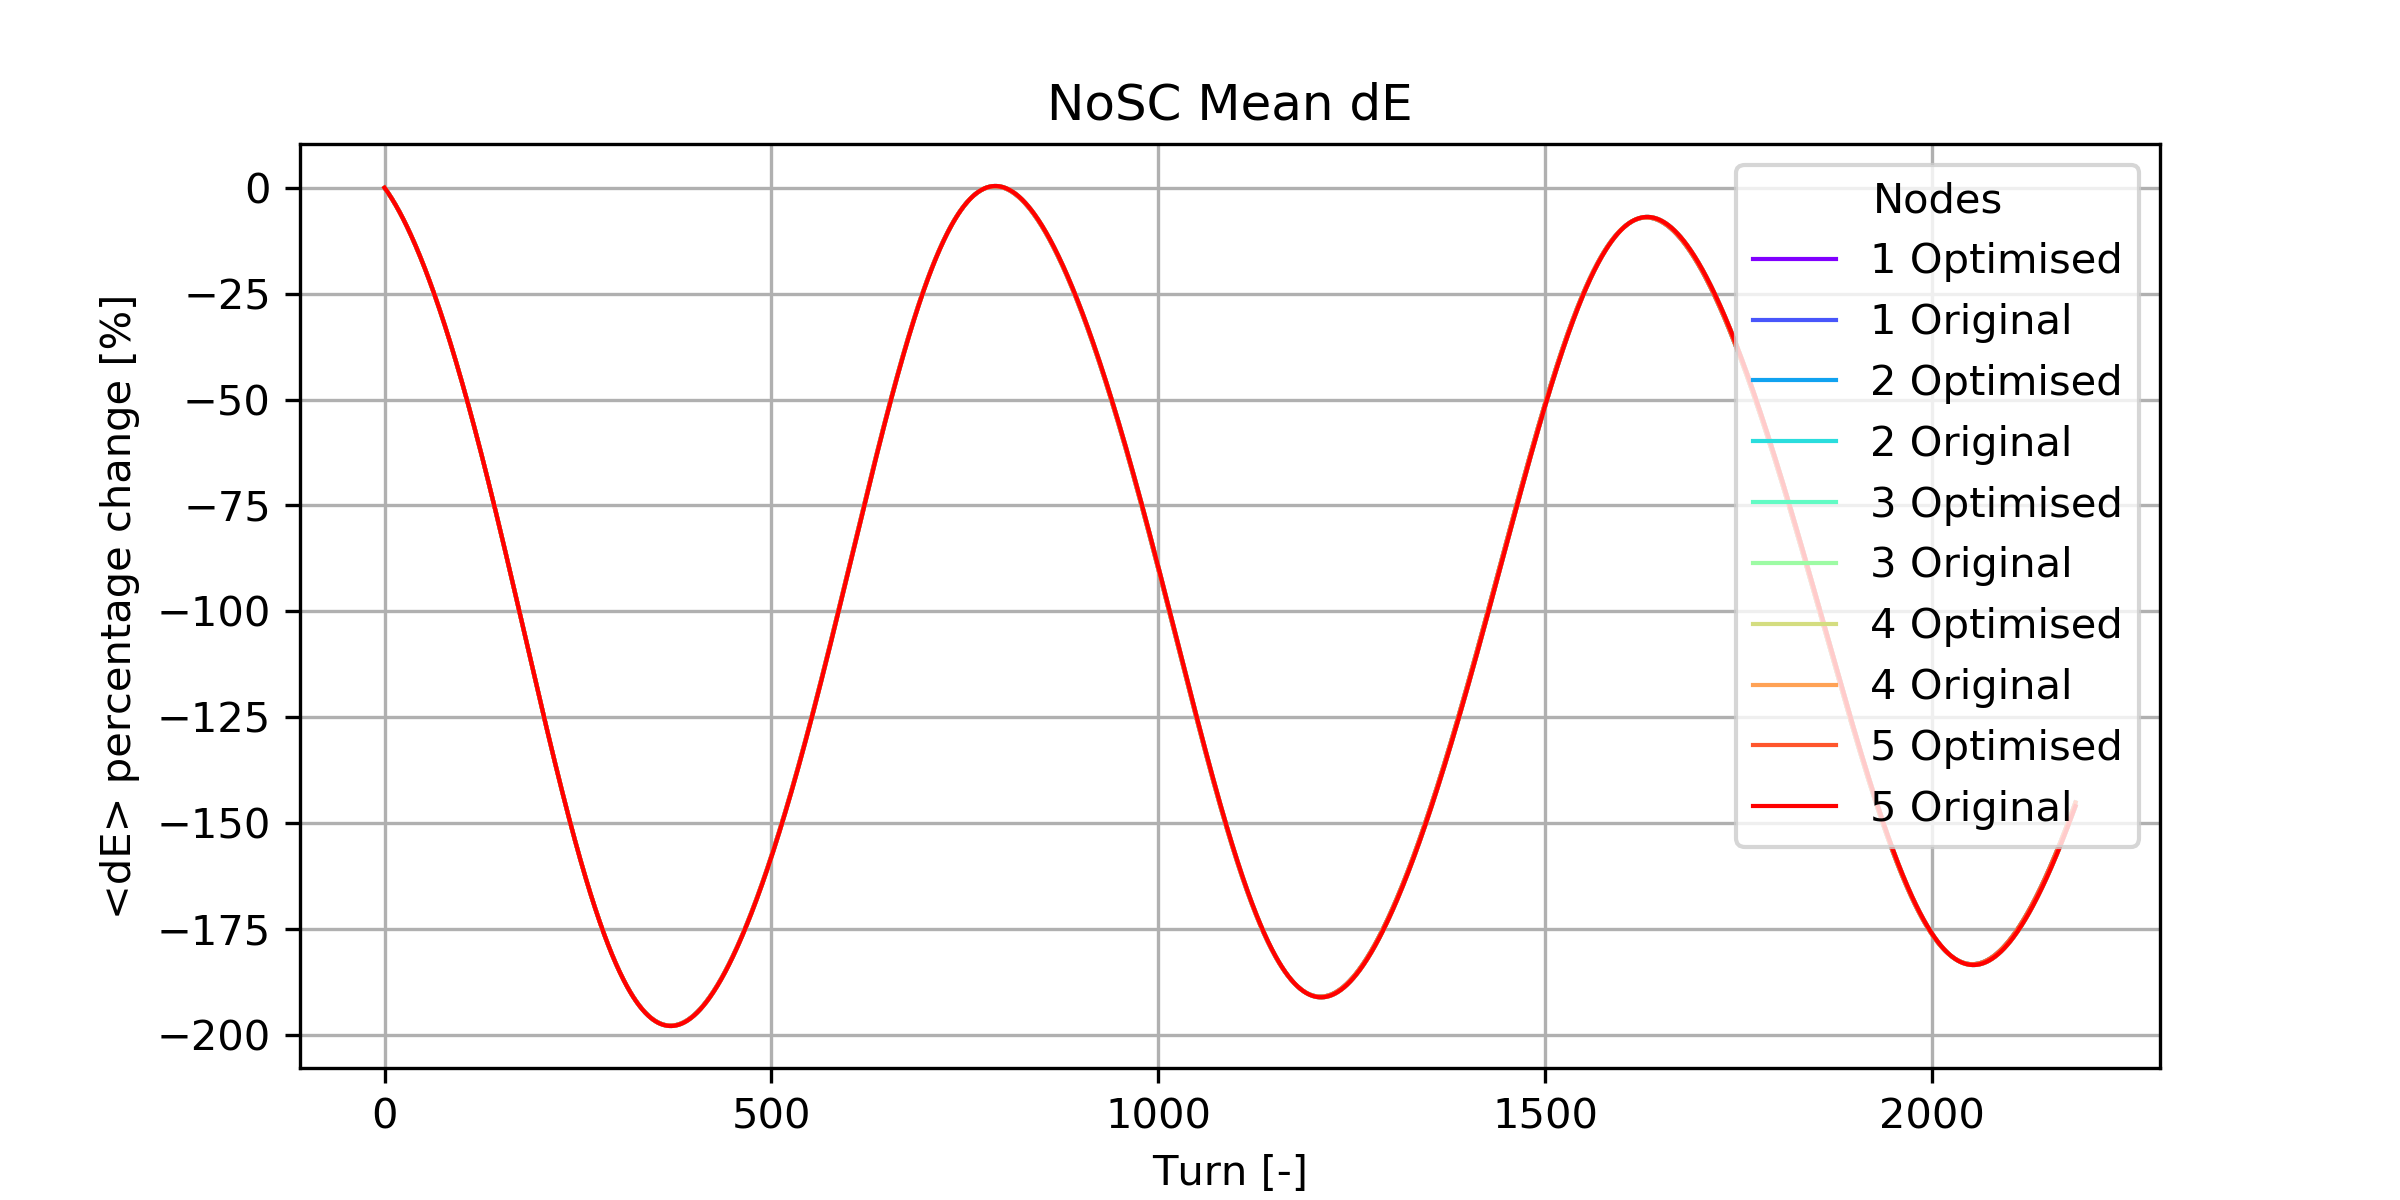 NoSC Mean dE
<dE> percentage change [%]
0
−25
−50
−75
−100
−125
−150
−175
−200
Nodes
1 Optimised
1 Original
2 Optimised
2 Original
3 Optimised
3 Original
4 Optimised
4 Original
5 Optimised
5 Original
0 500 1000 1500 2000
Turn [-]